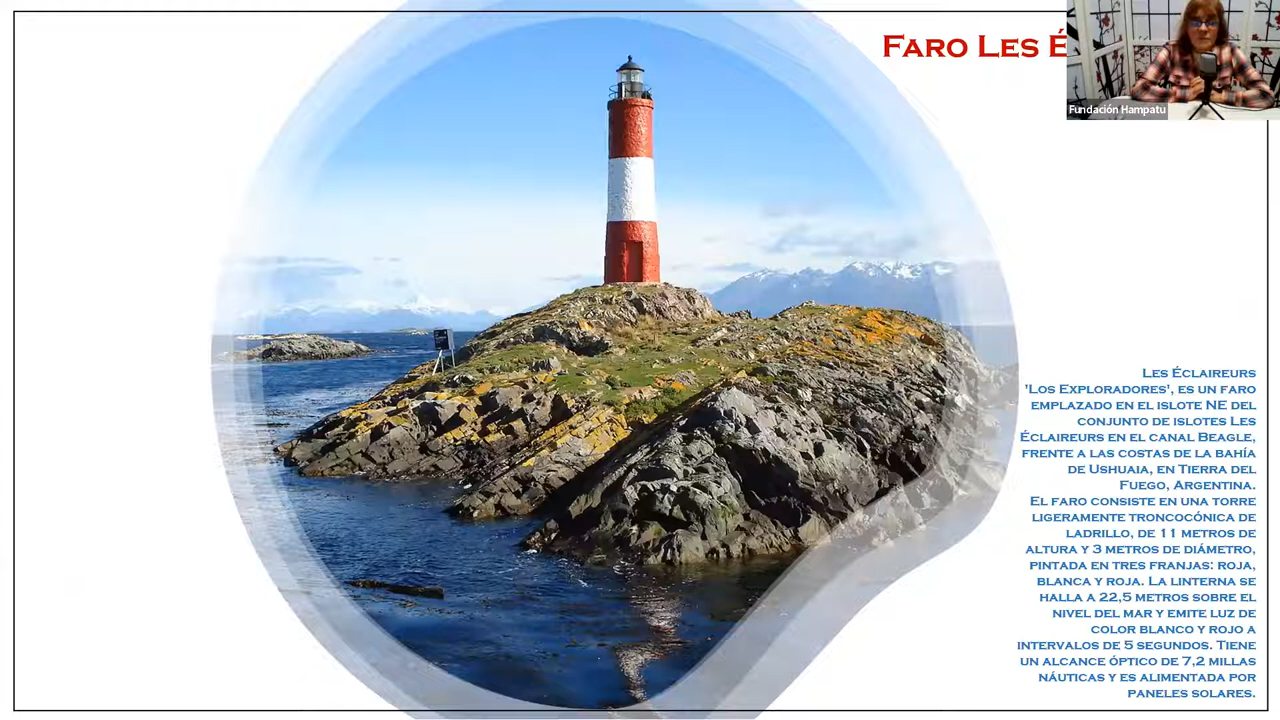 FARO LES É
Fundación Hampatu
LES ÉCLAIREURS
'LOS EXPLORADORES', ES UN FARO
EMPLAZADO EN EL ISLOTE NE DEL
CONJUNTO DE ISLOTES LES
ÉCLAIREURS EN EL CANAL BEAGLE,
FRENTE A LAS COSTAS DE LA BAHÍA
DE USHUAIA, EN TIERRA DEL
FUEGO, ARGENTINA.
EL FARO CONSISTE EN UNA TORRE
LIGERAMENTE TRONCOCÓNICA DE
LADRILLO, DE 11 METROS DE
ALTURA Y 3 METROS DE DIÁMETRO,
PINTADA EN TRES FRANJAS: ROJA,
BLANCA Y ROJA. LA LINTERNA SE
HALLA A 22,5 METROS SOBRE EL
NIVEL DEL MAR Y EMITE LUZ DE
COLOR BLANCO Y ROJO A
INTERVALOS DE 5 SEGUNDOS. TIENE
UN ALCANCE ÓPTICO DE 7,2 MILLAS
NÁUTICAS Y ES ALIMENTADA POR
PANELES SOLARES.